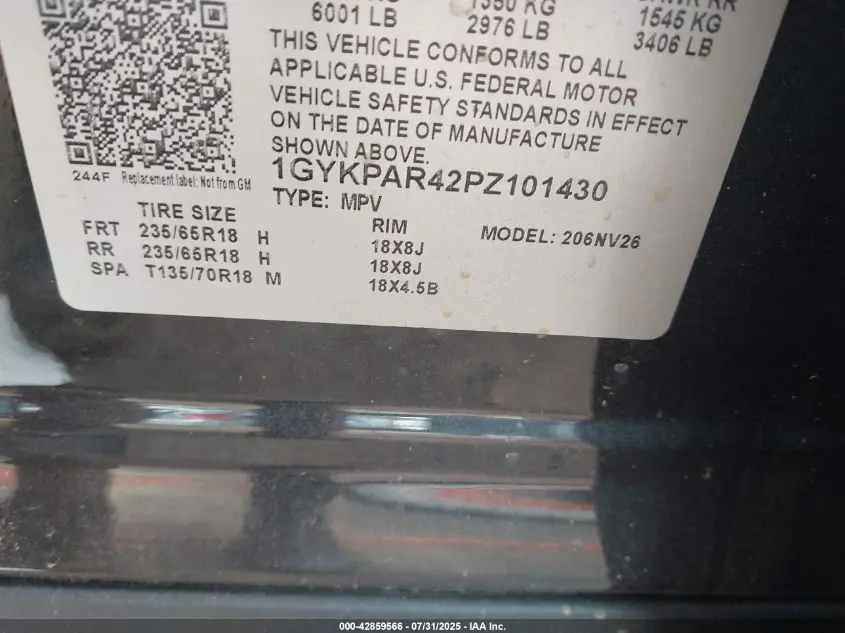 6001 LB
2976 LB
1545 KG
3406 LB
THIS VEHICLE CONFORMS TO ALL
APPLICABLE U.S. FEDERAL MOTOR
VEHICLE SAFETY STANDARDS IN EFFECT
ON THE DATE OF MANUFACTURE
SHOWN ABOVE.
244F Replacement label: Not from GM
1GYKPAR42PZ101430
TYPE: MPV
TIRE SIZE RIM MODEL: 206NV26
FRT 235/65R18 H 18X8J
RR 235/65R18 H 18X8J
SPA T135/70R18 M 18X4.5B
000-42859566 - 07/31/2025 - IAA Inc.